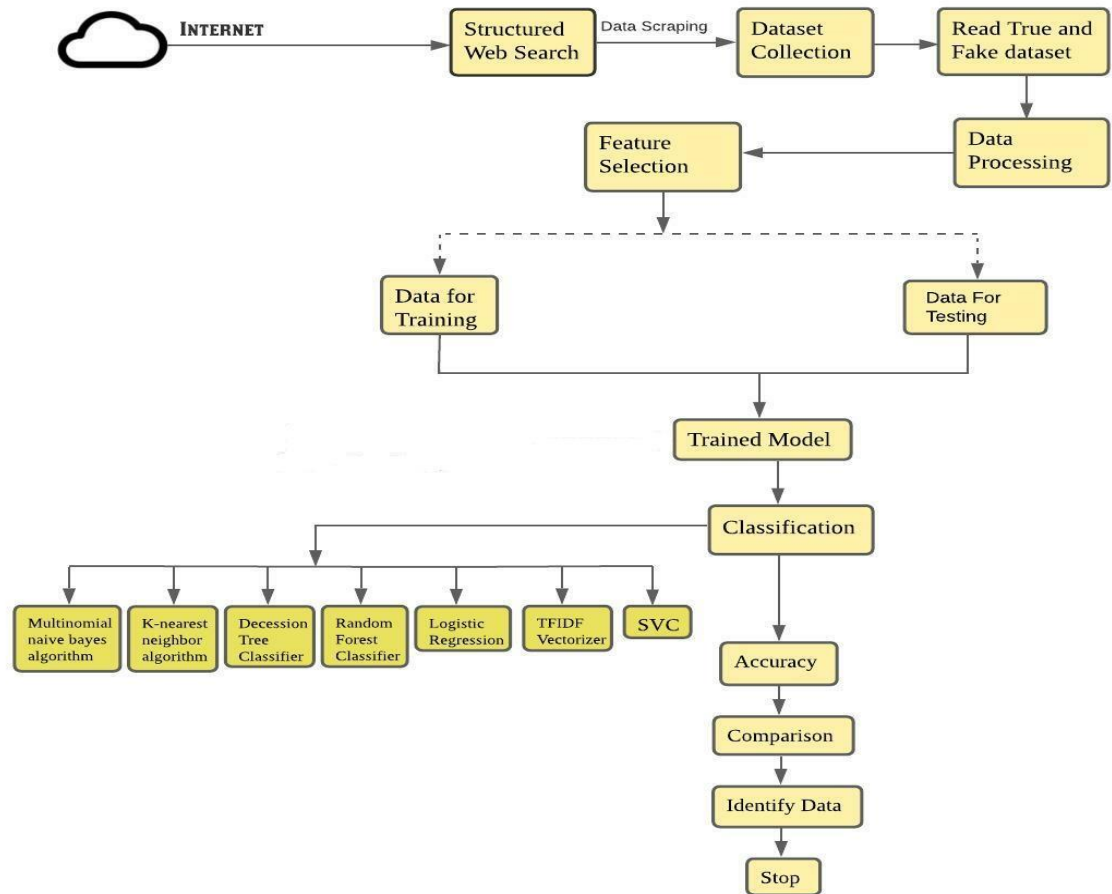 INTERNET
Structured
Web Search
Data Scraping
Dataset
Collection
Read True and
Fake dataset
Data
Processing
Feature
Selection
Data for
Training
Data For
Testing
Trained Model
Classification
Multinomial
naive bayes
algorithm
K-nearest
neighbor
algorithm
Decession
Tree
Classifier
Random
Forest
Classifier
Logistic
Regression
TFIDF
Vectorizer
SVC
Accuracy
Comparison
Identify Data
Stop